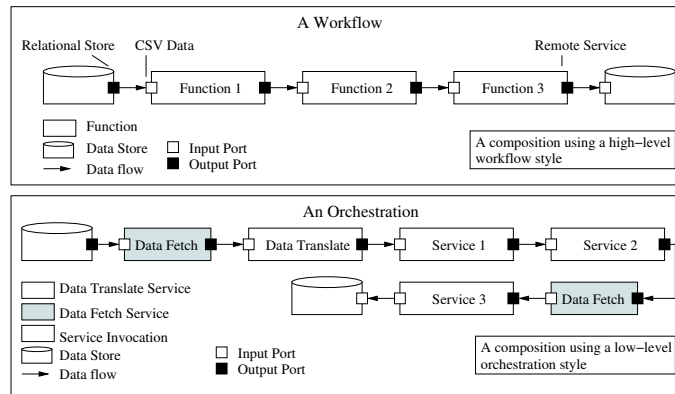 A Workflow
Relational Store
CSV Data
Remote Service
Function 1
Function 2
Function 3
Function
Data Store
Data flow
Input Port
Output Port
A composition using a high−level
workflow style
An Orchestration
Data Fetch
Data Translate
Service 1
Service 2
Service 3
Data Fetch
Data Translate Service
Data Fetch Service
Service Invocation
Data Store
Data flow
Input Port
Output Port
A composition using a low−level
orchestration style